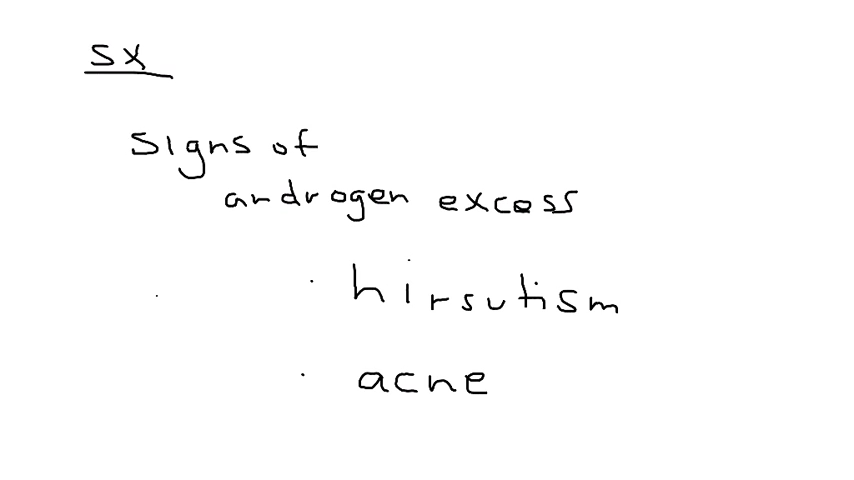 sx
signs of
androgen excess
· hirsutism
· acne